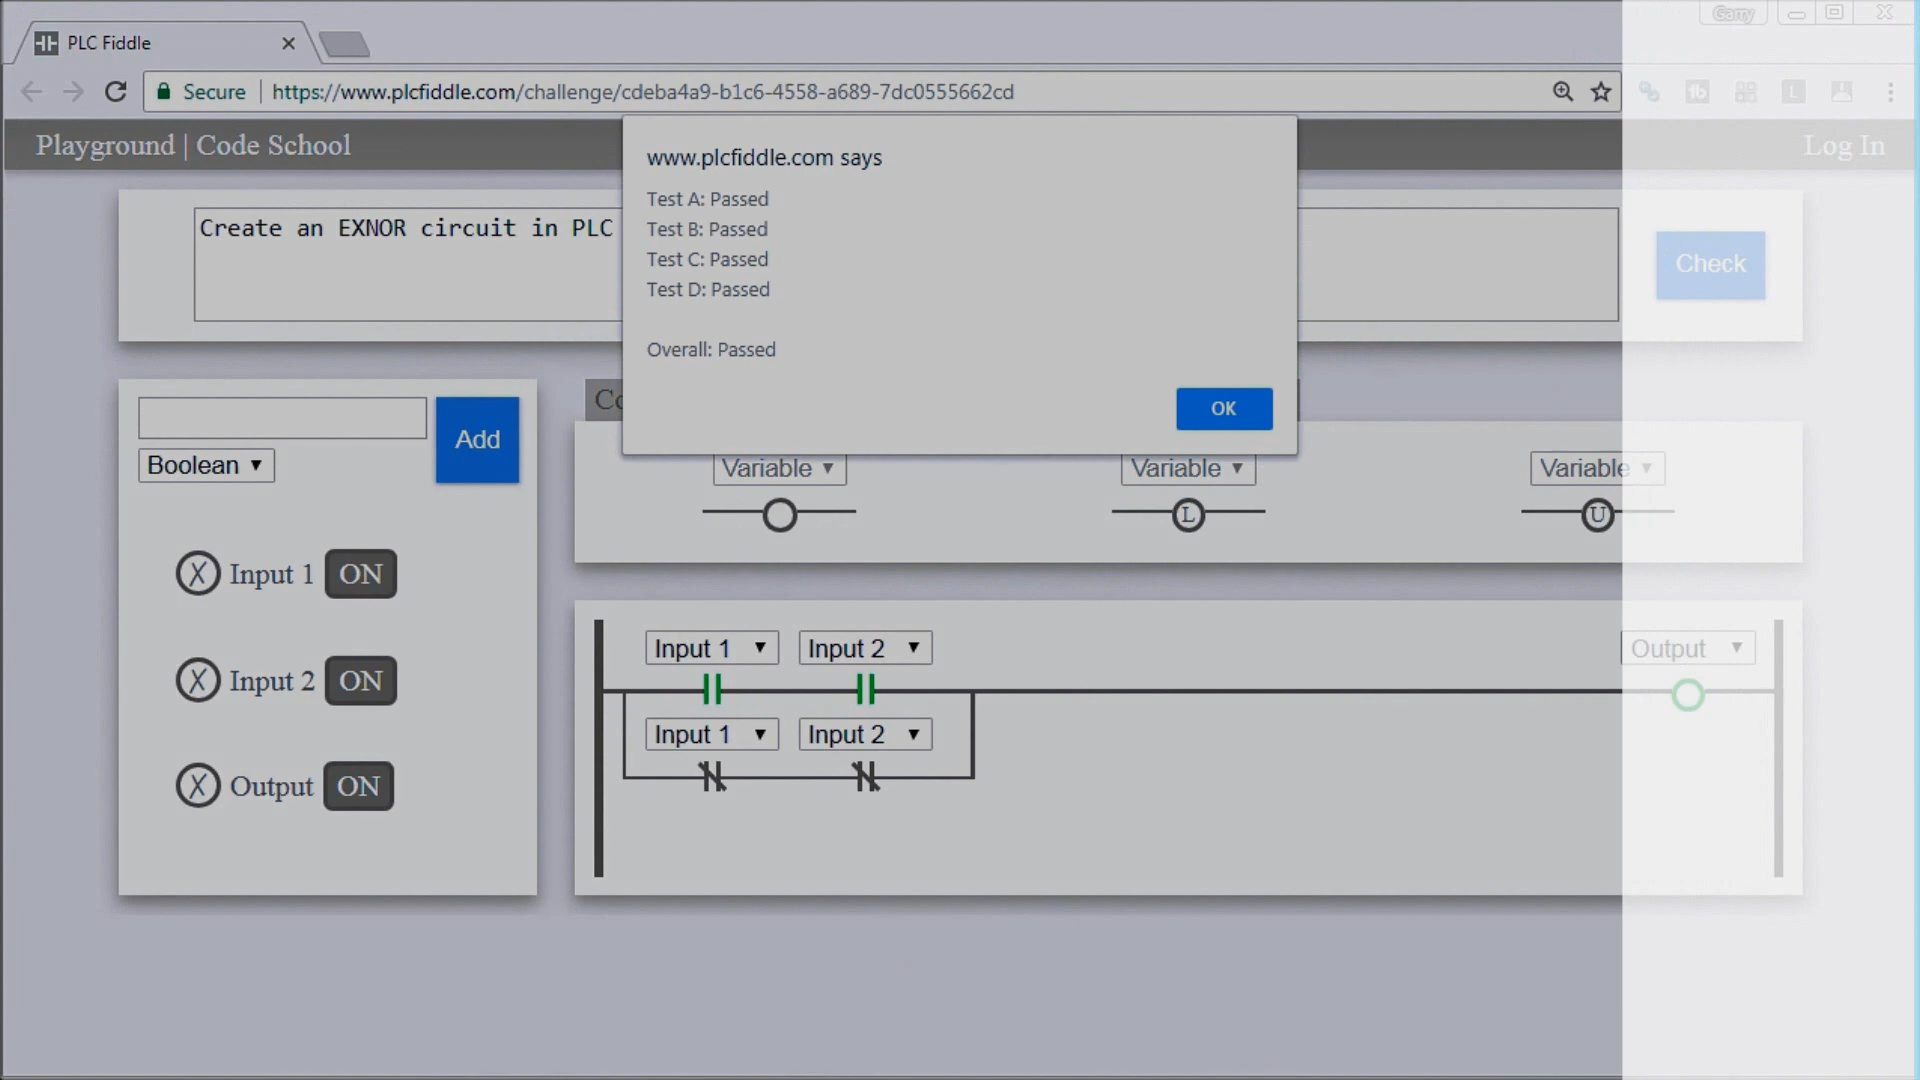 Garry
PLC Fiddle
Secure https://www.plcfiddle.com/challenge/cdeba4a9-b1c6-4558-a689-7dc0555662cd
Playground | Code School
Log In
www.plcfiddle.com says
Test A: Passed
Test B: Passed
Test C: Passed
Test D: Passed
Overall: Passed
OK
Create an EXNOR circuit in PLC
Check
Add
Boolean
Variable
Variable
Variable
L
U
Input 1 ON
Input 2 ON
Output ON
Input 1 Input 2 Output
Input 1 Input 2